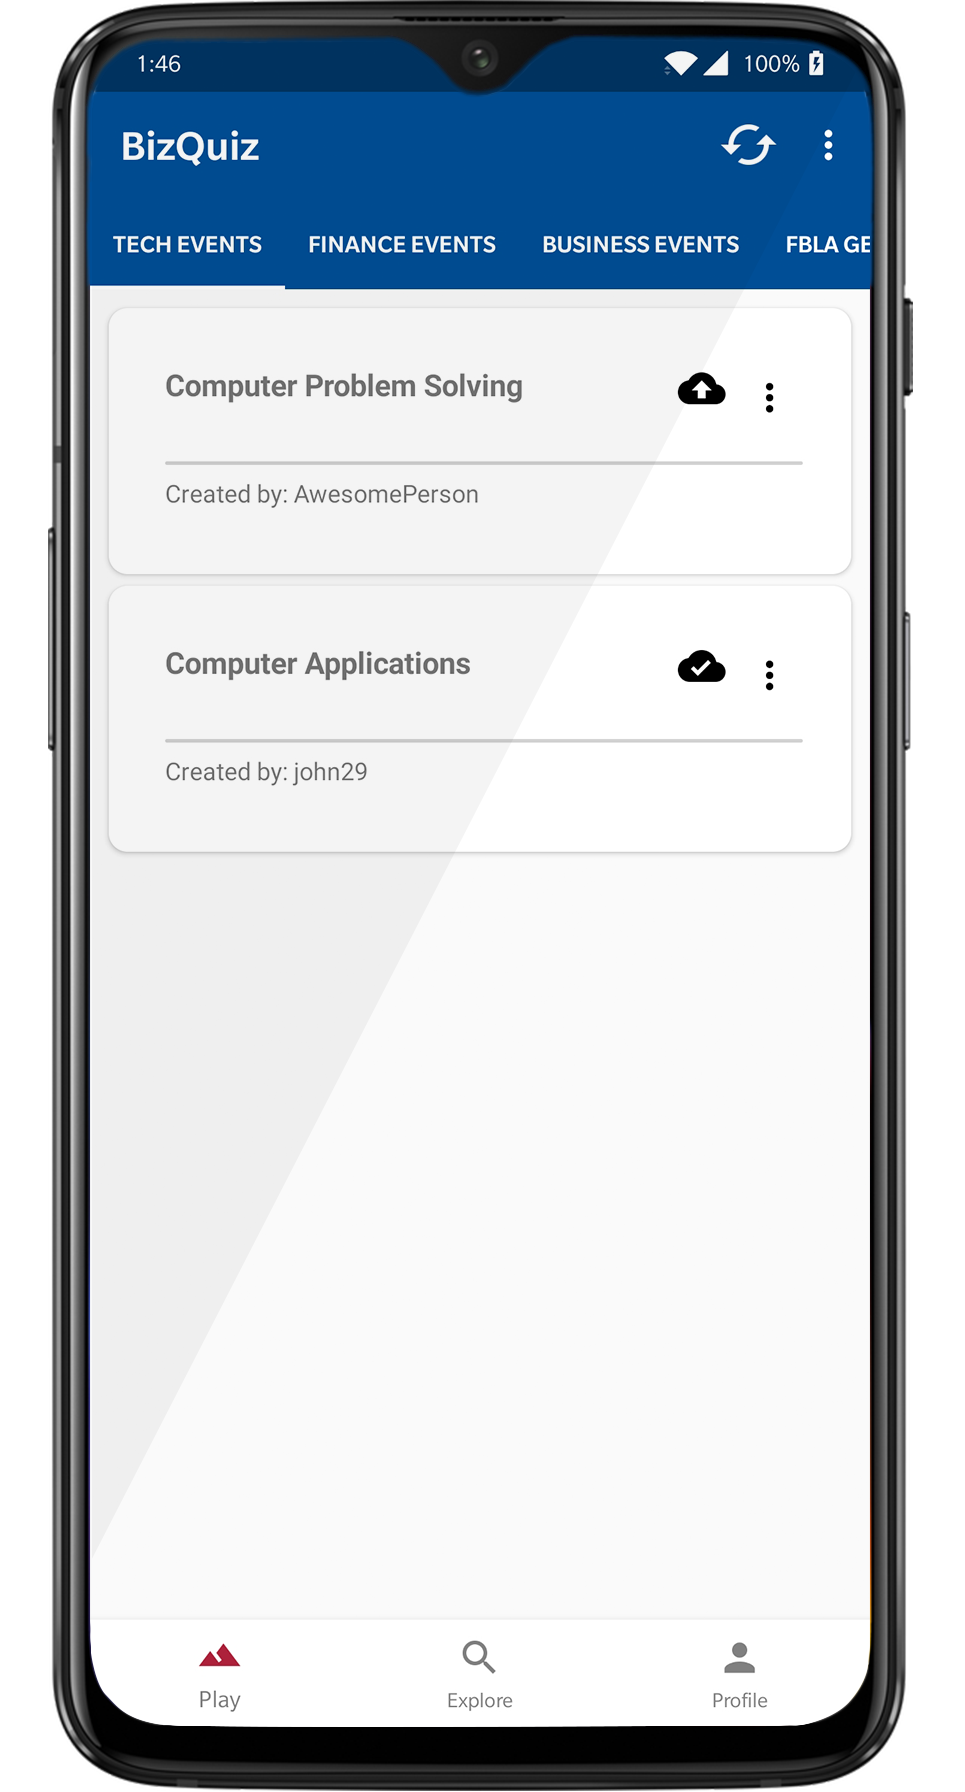 1:46
100%
BizQuiz
TECH EVENTS
FINANCE EVENTS
BUSINESS EVENTS
FBLA GE
Computer Problem Solving
Created by: AwesomePerson
Computer Applications
Created by: john29
Play
Explore
Profile